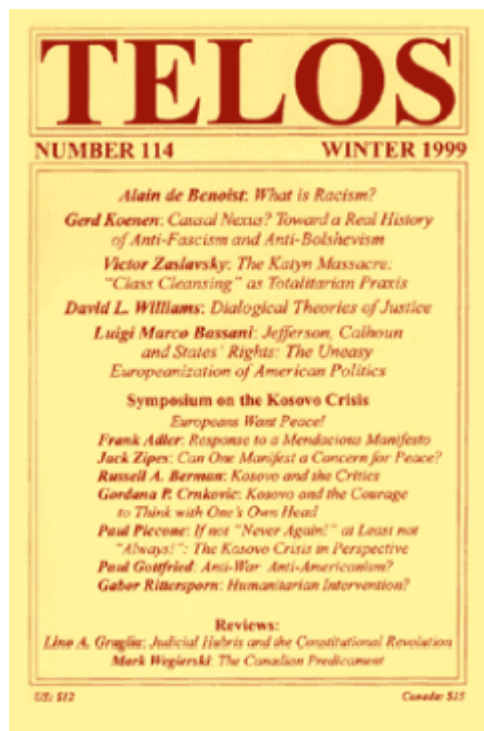 TELOS
NUMBER 114 WINTER 1999
Alain de Benoist: What is Racism?
Gerd Koenen: Causal Nexus? Toward a Real History
of Anti-Fascism and Anti-Bolshevism
Victor Zaslavsky: The Katyn Massacre:
"Class Cleansing" as Totalitarian Praxis
David L. Williams: Dialogical Theories of Justice
Luigi Marco Bassani: Jefferson, Calhoun
and States' Rights: The Uneasy
Europeanization of American Politics
Symposium on the Kosovo Crisis
Europeans Want Peace!
Frank Adler: Response to a Mendacious Manifesto
Jack Zipes: Can One Manifest a Concern for Peace?
Russell A. Berman: Kosovo and the Critics
Gordana P. Crnkovic: Kosovo and the Courage
to Think with One's Own Head
Paul Piccone: If not "Never Again!" at Least not
"Always!": The Kosovo Crisis in Perspective
Paul Gottfried: Anti-War Anti-Americanism?
Gabor Rittersporn: Humanitarian Intervention?
Reviews:
Lino A. Graglia: Judicial Hubris and the Constitutional Revolution
Mark Wegierski: The Canadian Predicament
US: $12 Canada: $15